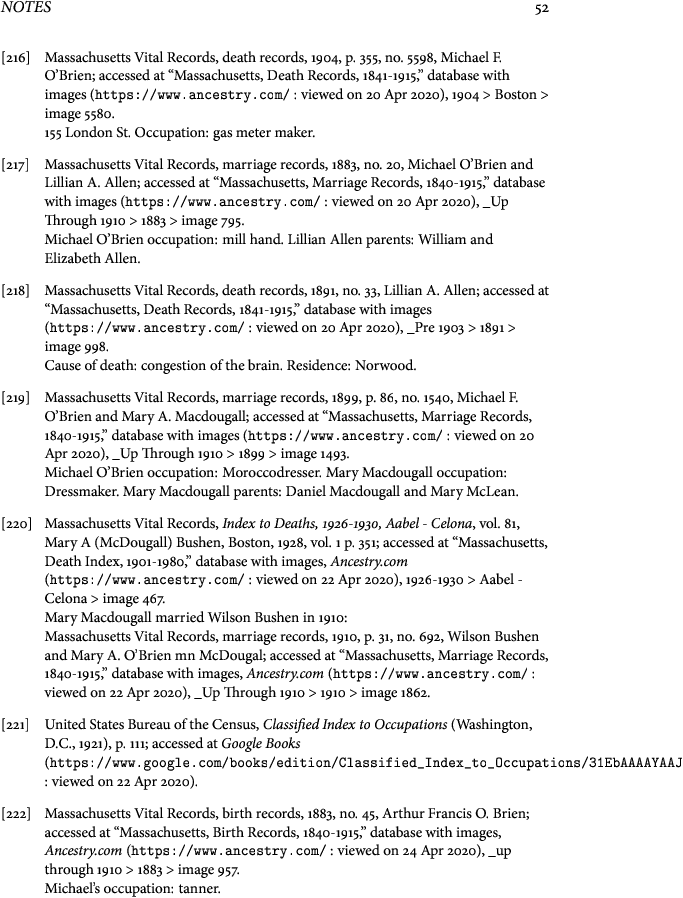 NOTES 52
[216] Massachusetts Vital Records, death records, 1904, p. 355, no. 5598, Michael F.
O’Brien; accessed at “Massachusetts, Death Records, 1841-1915,” database with
images (https://www.ancestry.com/ : viewed on 20 Apr 2020), 1904 > Boston >
image 5580.
155 London St. Occupation: gas meter maker.
[217] Massachusetts Vital Records, marriage records, 1883, no. 20, Michael O’Brien and
Lillian A. Allen; accessed at “Massachusetts, Marriage Records, 1840-1915,” database
with images (https://www.ancestry.com/ : viewed on 20 Apr 2020), _Up
Through 1910 > 1883 > image 795.
Michael O’Brien occupation: mill hand. Lillian Allen parents: William and
Elizabeth Allen.
[218] Massachusetts Vital Records, death records, 1891, no. 33, Lillian A. Allen; accessed at
“Massachusetts, Death Records, 1841-1915,” database with images
(https://www.ancestry.com/ : viewed on 20 Apr 2020), _Pre 1903 > 1891 >
image 998.
Cause of death: congestion of the brain. Residence: Norwood.
[219] Massachusetts Vital Records, marriage records, 1899, p. 86, no. 1540, Michael F.
O’Brien and Mary A. Macdougall; accessed at “Massachusetts, Marriage Records,
1840-1915,” database with images (https://www.ancestry.com/ : viewed on 20
Apr 2020), _Up Through 1910 > 1899 > image 1493.
Michael O’Brien occupation: Moroccodresser. Mary Macdougall occupation:
Dressmaker. Mary Macdougall parents: Daniel Macdougall and Mary McLean.
[220] Massachusetts Vital Records, Index to Deaths, 1926-1930, Aabel - Celona, vol. 81,
Mary A (McDougall) Bushen, Boston, 1928, vol. 1 p. 351; accessed at “Massachusetts,
Death Index, 1901-1980,” database with images, Ancestry.com
(https://www.ancestry.com/ : viewed on 22 Apr 2020), 1926-1930 > Aabel -
Celona > image 467.
Mary Macdougall married Wilson Bushen in 1910:
Massachusetts Vital Records, marriage records, 1910, p. 31, no. 692, Wilson Bushen
and Mary A. O’Brien mn McDougal; accessed at “Massachusetts, Marriage Records,
1840-1915,” database with images, Ancestry.com (https://www.ancestry.com/ :
viewed on 22 Apr 2020), _Up Through 1910 > 1910 > image 1862.
[221] United States Bureau of the Census, Classified Index to Occupations (Washington,
D.C., 1921), p. 111; accessed at Google Books
(https://www.google.com/books/edition/Classified_Index_to_Occupations/31EbAAAAYAAJ
: viewed on 22 Apr 2020).
[222] Massachusetts Vital Records, birth records, 1883, no. 45, Arthur Francis O. Brien;
accessed at “Massachusetts, Birth Records, 1840-1915,” database with images,
Ancestry.com (https://www.ancestry.com/ : viewed on 24 Apr 2020), _up
through 1910 > 1883 > image 957.
Michael’s occupation: tanner.